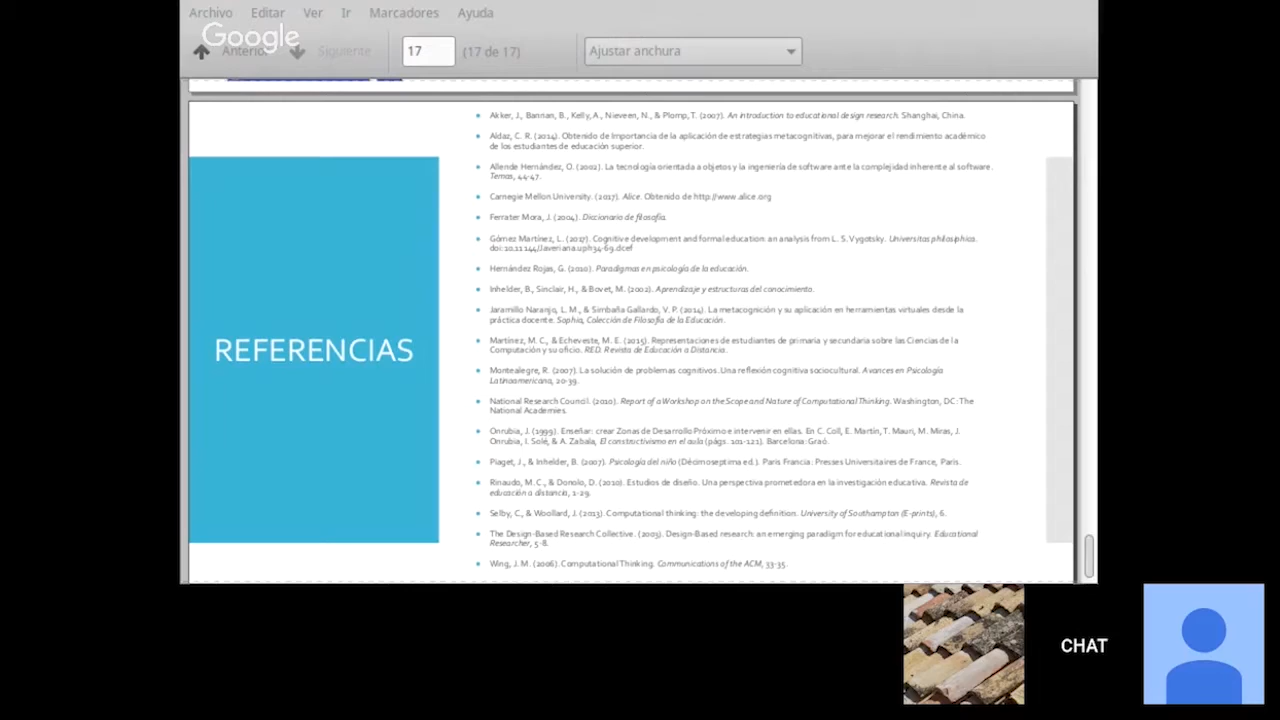 Archivo Editar Ver Ir Marcadores Ayuda
Google
Anterior Siguiente 17 (17 de 17) Ajustar anchura
REFERENCIAS
Akker, J., Bannan, B., Kelly, A., Nieveen, N., & Plomp, T. (2007). An introduction to educational design research. Shanghai, China.
Aldaz, C. R. (2014). Obtenido de Importancia de la aplicación de estrategias metacognitivas, para mejorar el rendimiento académico
de los estudiantes de educación superior.
Allende Hernández, O. (2002). La tecnología orientada a objetos y la ingeniería de software ante la complejidad inherente al software.
Temas, 44-47.
Carnegie Mellon University. (2017). Alice. Obtenido de http://www.alice.org
Ferrater Mora, J. (2004). Diccionario de filosofía.
Gómez Martínez, L. (2017). Cognitive development and formal education: an analysis from L. S. Vygotsky. Universitas philosiphica.
doi:10.11144/Javeriana.uph34-69.dcef
Hernández Rojas, G. (2010). Paradigmas en psicología de la educación.
Inhelder, B., Sinclair, H., & Bovet, M. (2002). Aprendizaje y estructuras del conocimiento.
Jaramillo Naranjo, L. M., & Simbaña Gallardo, V. P. (2014). La metacognición y su aplicación en herramientas virtuales desde la
práctica docente. Sophia, Colección de Filosofía de la Educación.
Martínez, M. C., & Echeveste, M. E. (2015). Representaciones de estudiantes de primaria y secundaria sobre las Ciencias de la
Computación y su oficio. RED. Revista de Educación a Distancia.
Montealegre, R. (2007). La solución de problemas cognitivos. Una reflexión cognitiva sociocultural. Avances en Psicología
Latinoamericana, 20-39.
National Research Council. (2010). Report of a Workshop on the Scope and Nature of Computational Thinking. Washington, DC: The
National Academies.
Onrubia, J. (1999). Enseñar: crear Zonas de Desarrollo Próximo e intervenir en ellas. En C. Coll, E. Martín, T. Mauri, M. Miras, J.
Onrubia, I. Solé, & A. Zabala, El constructivismo en el aula (págs. 101-121). Barcelona: Graó.
Piaget, J., & Inhelder, B. (2007). Psicología del niño (Décimoseptima ed.). Paris Francia: Presses Universitaires de France, Paris.
Rinaudo, M.C., & Donolo, D. (2010). Estudios de diseño. Una perspectiva prometedora en la investigación educativa. Revista de
educación a distancia, 1-29.
Selby, C., & Woollard, J. (2013). Computational thinking: the developing definition. University of Southampton (E-prints), 6.
The Design-Based Research Collective. (2003). Design-Based research: an emerging paradigm for educational inquiry. Educational
Researcher, 5-8.
Wing, J. M. (2006). Computational Thinking. Communications of the ACM, 33-35.
CHAT